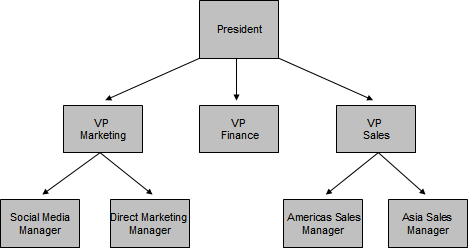 President
VP
Marketing
VP
Finance
VP
Sales
Social Media
Manager
Direct Marketing
Manager
Americas Sales
Manager
Asia Sales
Manager